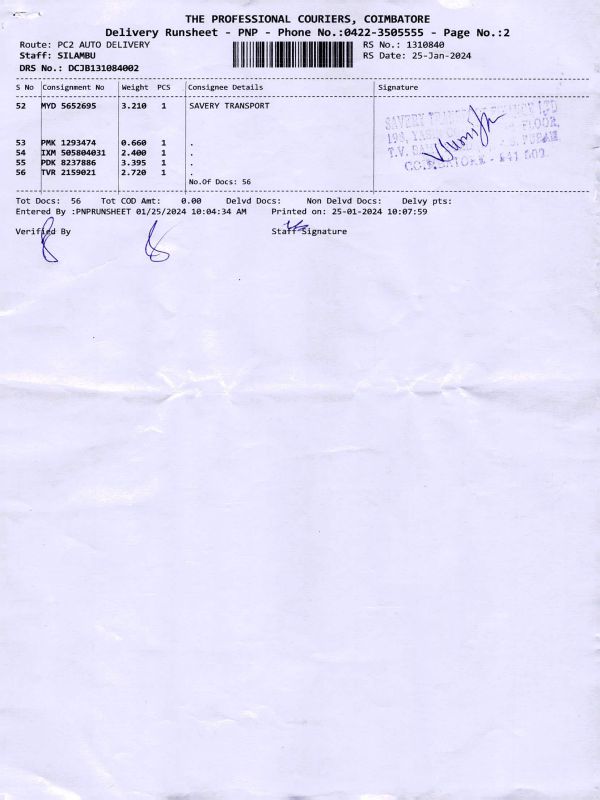 THE PROFESSIONAL COURIERS, COIMBATORE
Delivery Runsheet - PNP - Phone No.:0422-3505555 - Page No.:2
Route: PC2 AUTO DELIVERY RS No.: 1310840
Staff: SILAMBU RS Date: 25-Jan-2024
DRS No.: DCJB131084002
S No Consignment No Weight PCS Consignee Details Signature
52 MYD 5652695 3.210 1 SAVERY TRANSPORT
SAVERY
T.V.
53 PMK 1293474 0.660 1 .
54 IXM 505804031 2.400 1 .
55 PDK 8237886 3.395 1 .
56 TVR 2159021 2.720 1 .
No.Of Docs: 56
Tot Docs: 56 Tot COD Amt: 0.00 Delvd Docs: Non Delvd Docs: Delvy pts:
Entered By :PNPRUNSHEET 01/25/2024 10:04:34 AM Printed on: 25-01-2024 10:07:59
Verified By Staff Signature